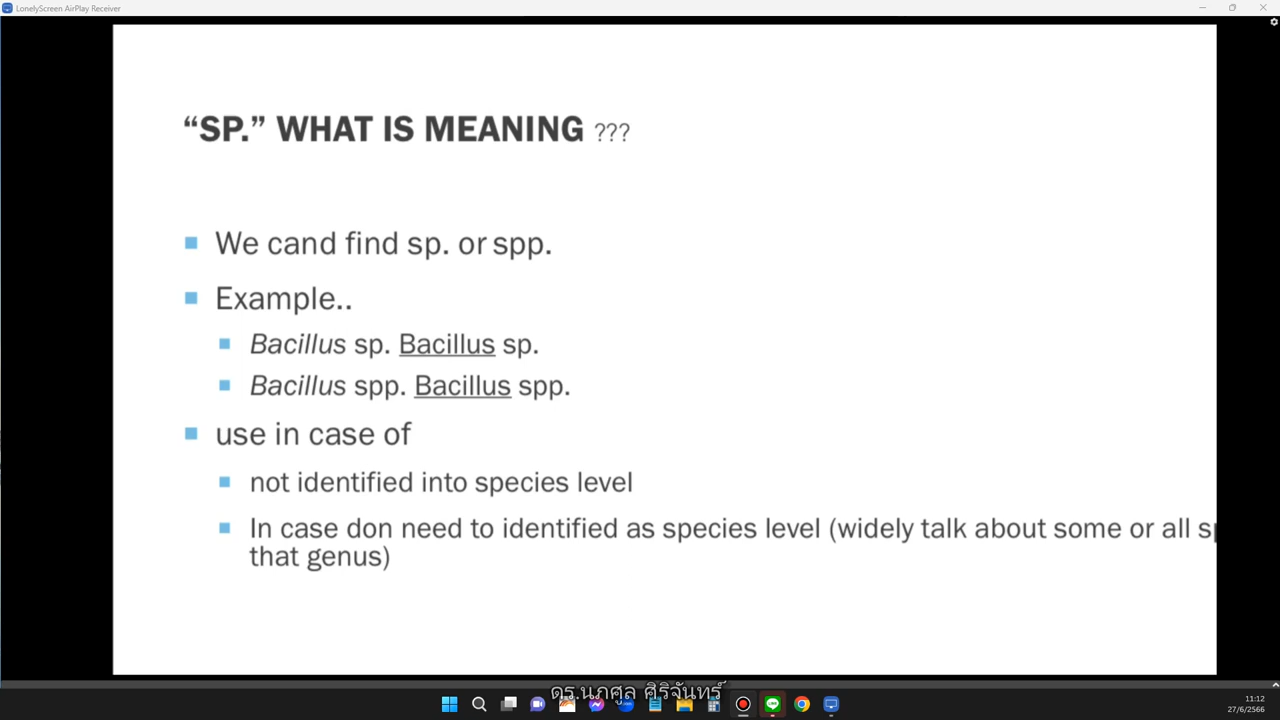 LonelyScreen AirPlay Receiver
“SP.” WHAT IS MEANING ???
We cand find sp. or spp.
Example..
Bacillus sp. Bacillus sp.
Bacillus spp. Bacillus spp.
use in case of
not identified into species level
In case don need to identified as species level (widely talk about some or all
that genus)
ดร.นภศูล ศิริจันทร์
11:12
27/6/2566